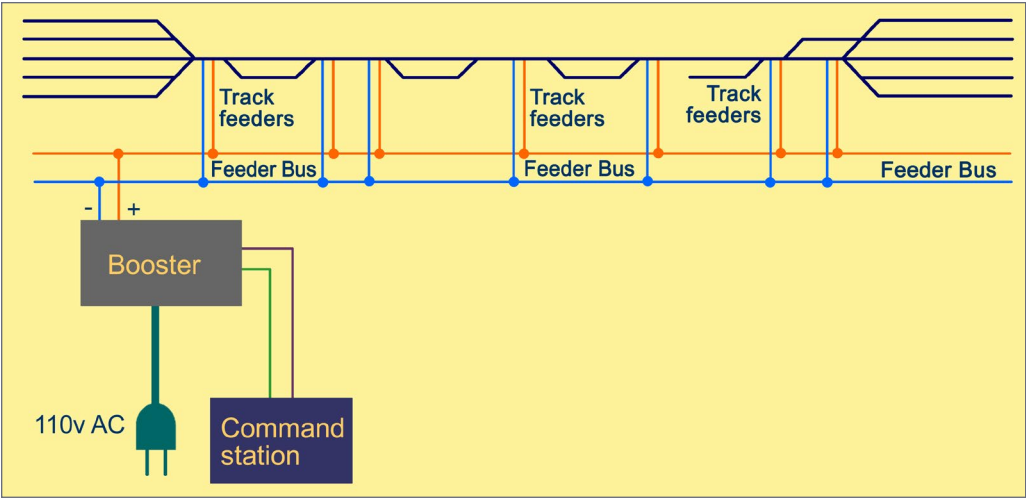 Track
feeders
Track
feeders
Track
feeders
Feeder Bus
Feeder Bus
Feeder Bus
- +
Booster
110v AC
Command
station